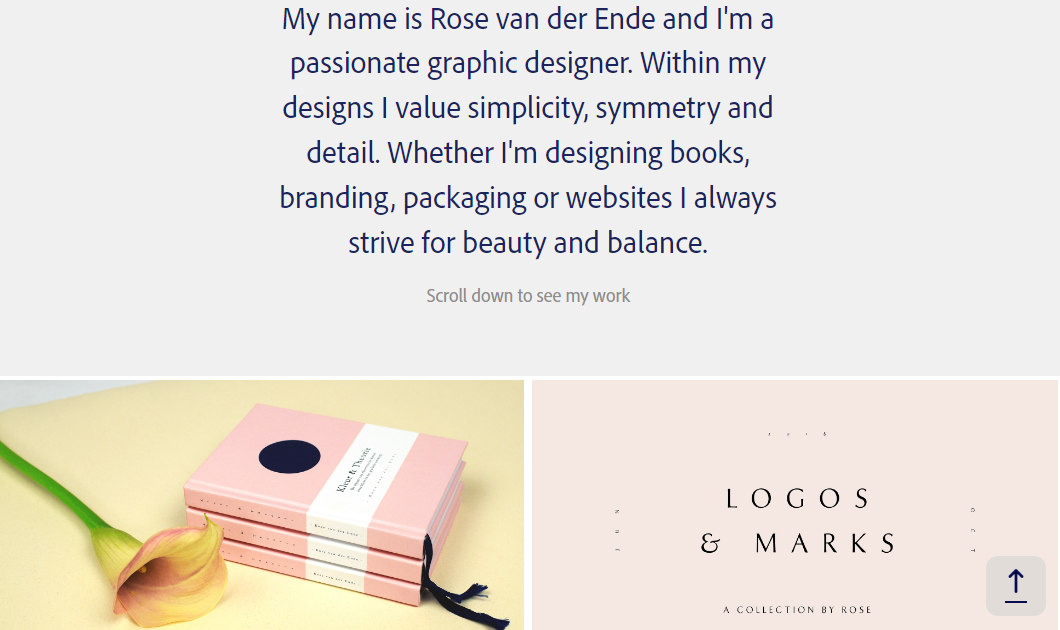 My name is Rose van der Ende and I'm a
passionate graphic designer. Within my
designs I value simplicity, symmetry and
detail. Whether I'm designing books,
branding, packaging or websites I always
strive for beauty and balance.
Scroll down to see my work
Kleur & Theorie
LOGOS
& MARKS
A COLLECTION BY ROSE